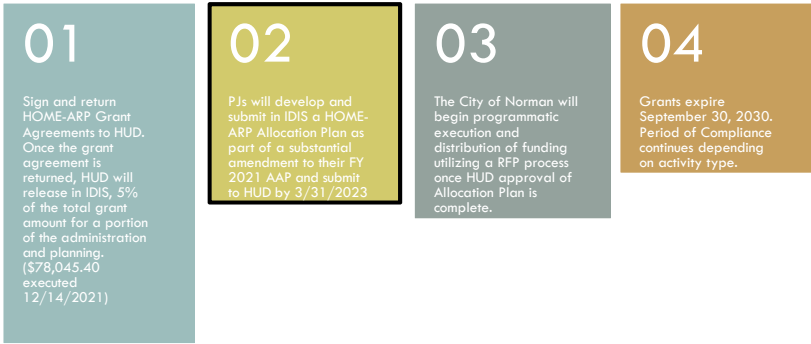 01
Sign and return
HOME-ARP Grant
Agreements to HUD.
Once the grant
agreement is
returned, HUD will
release in IDIS, 5%
of the total grant
amount for a portion
of the administration
and planning.
($78,045.40
executed
12/14/2021)
02
PJs will develop and
submit in IDIS a HOME-
ARP Allocation Plan as
part of a substantial
amendment to their FY
2021 AAP and submit
to HUD by 3/31/2023
03
The City of Norman will
begin programmatic
execution and
distribution of funding
utilizing a RFP process
once HUD approval of
Allocation Plan is
complete.
04
Grants expire
September 30, 2030.
Period of Compliance
continues depending
on activity type.